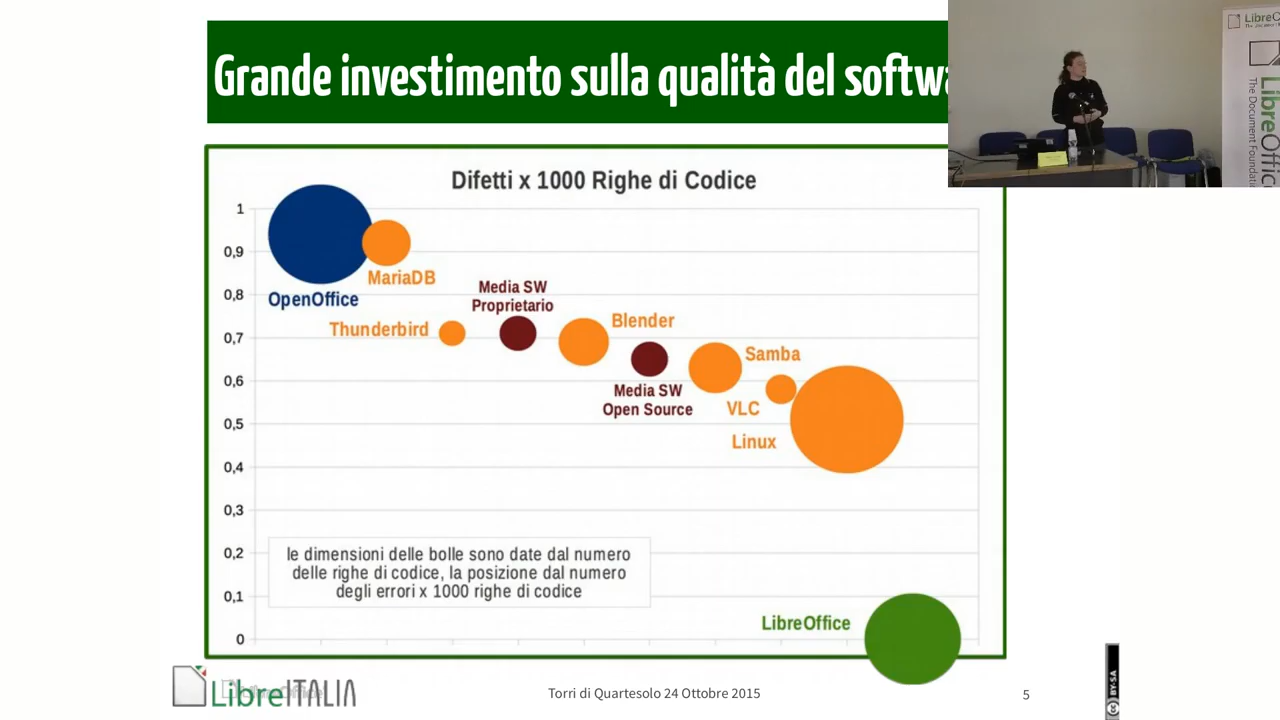 Grande investimento sulla qualità del softwa
Difetti x 1000 Righe di Codice
1
0,9
0,8
0,7
0,6
0,5
0,4
0,3
0,2
0,1
0
OpenOffice
MariaDB
Thunderbird
Media SW
Proprietario
Blender
Media SW
Open Source
Samba
VLC
Linux
LibreOffice
le dimensioni delle bolle sono date dal numero
delle righe di codice, la posizione dal numero
degli errori x 1000 righe di codice
LibreITALIA
Torri di Quartesolo 24 Ottobre 2015
5
BY-SA
LibreO
LibreOffice
The Document Foundation